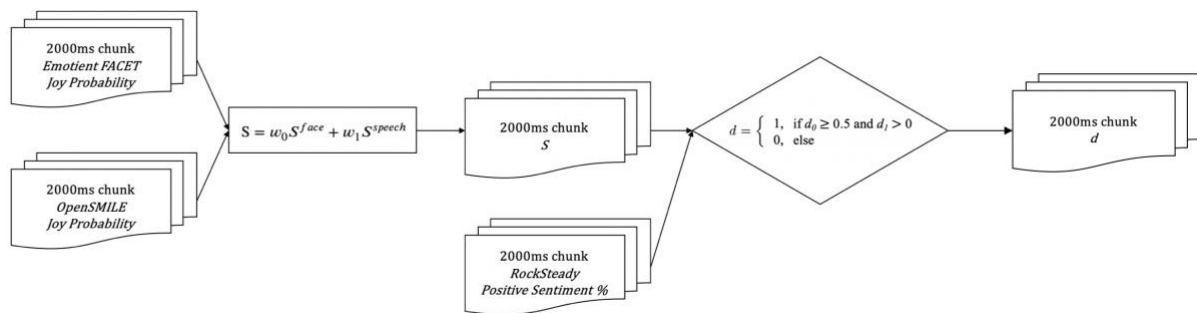 2000ms chunk
Emotient FACET
Joy Probability
2000ms chunk
OpenSMILE
Joy Probability
S = w₀S^{face} + w₁S^{speech}
2000ms chunk
S
2000ms chunk
RockSteady
Positive Sentiment %
d = { 1, if d₀ ≥ 0.5 and d₁ > 0
0, else
2000ms chunk
d